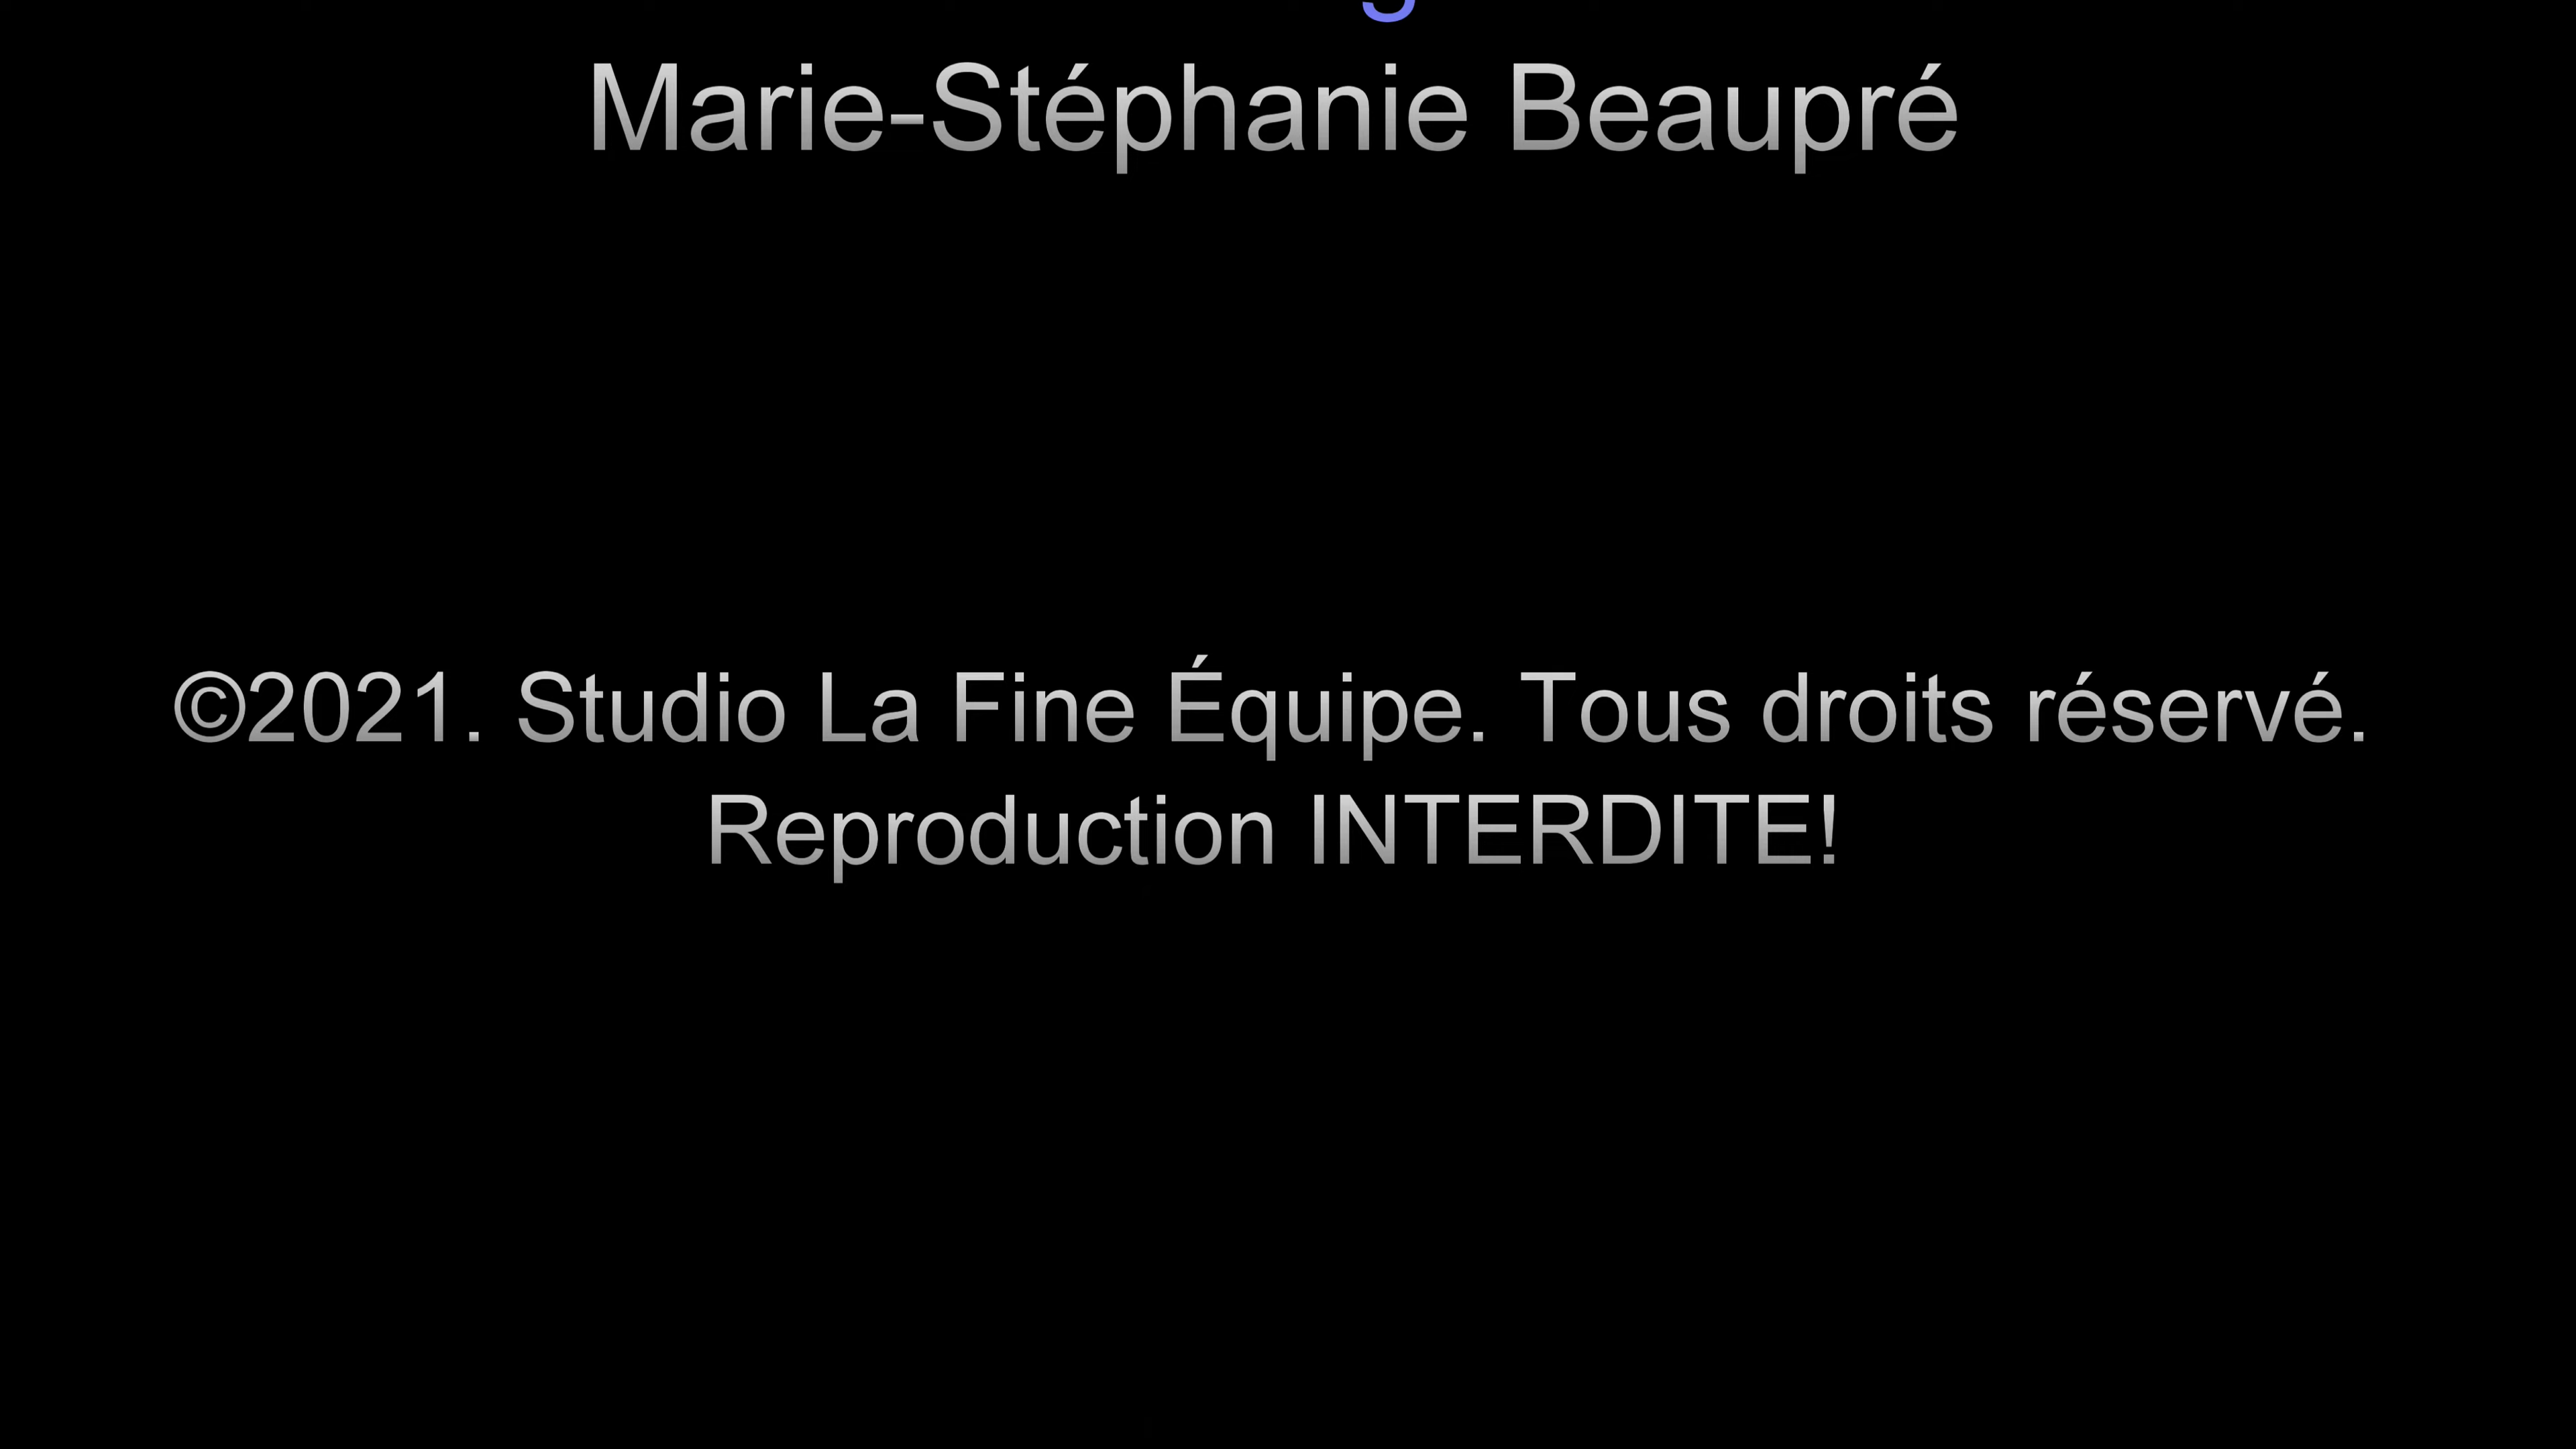 Marie-Stéphanie Beaupré
©2021. Studio La Fine Équipe. Tous droits réservé.
Reproduction INTERDITE!